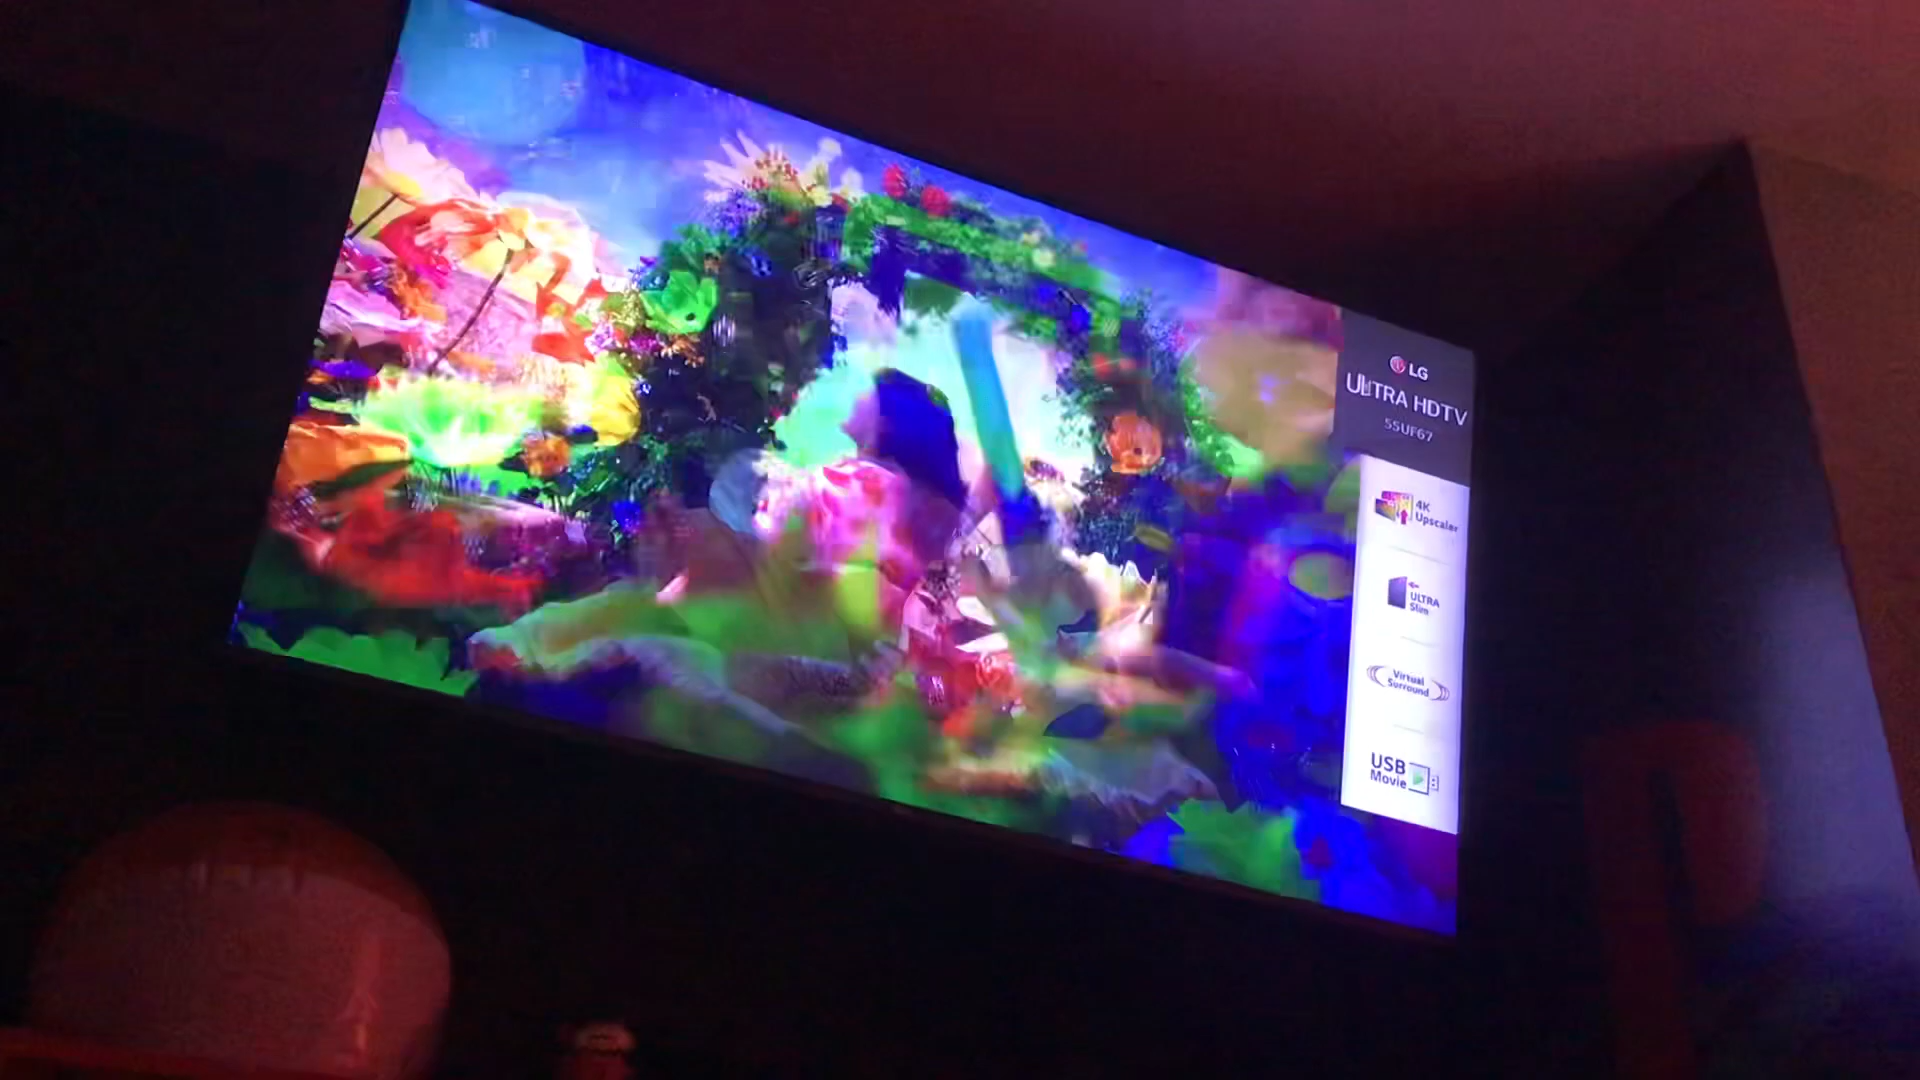 LG
ULTRA HDTV
55UF67
4K
Upscaler
ULTRA
Slim
Virtual
Surround
USB
Movie